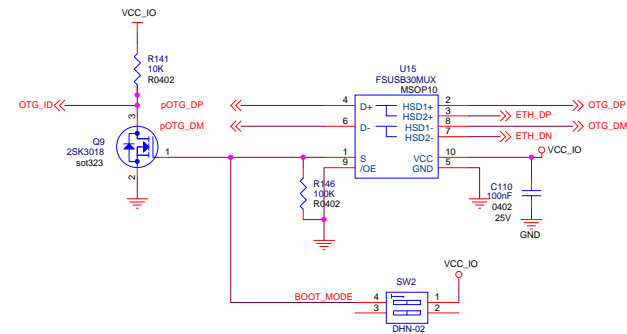 VCC_IO
R141
10K
R0402
OTG_ID
pOTG_DP
pOTG_DM
3
Q9
2SK3018
sot323
1
2
U15
FSUSB30MUX
MSOP10
4 D+ HSD1+ 2 OTG_DP
HSD2+ 3 ETH_DP
6 D- HSD1- 8 OTG_DM
HSD2- 7 ETH_DN
1 S VCC 10 VCC_IO
9 /OE GND 5
R146
100K
R0402
C110
100nF
0402
25V
GND
VCC_IO
SW2
BOOT_MODE 4 1
3 2
DHN-02